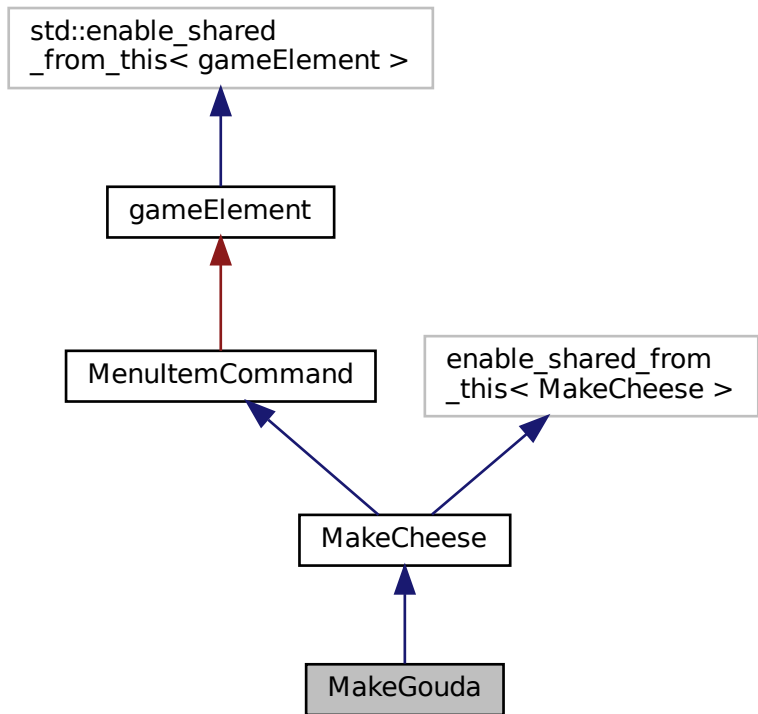 std::enable_shared
_from_this< gameElement >
gameElement
MenuItemCommand
enable_shared_from
_this< MakeCheese >
MakeCheese
MakeGouda